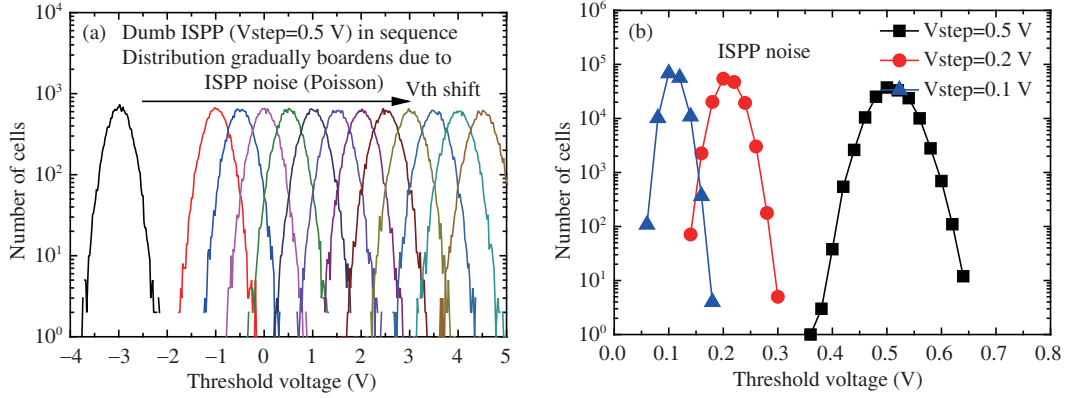 (a) Dumb ISPP (Vstep=0.5 V) in sequence
Distribution gradually boardens due to
ISPP noise (Poisson)
Vth shift
Number of cells
10^4
10^3
10^2
10^1
10^0
−4 −3 −2 −1 0 1 2 3 4 5
Threshold voltage (V)
(b)
ISPP noise
Vstep=0.5 V
Vstep=0.2 V
Vstep=0.1 V
Number of cells
10^6
10^5
10^4
10^3
10^2
10^1
10^0
0.0 0.1 0.2 0.3 0.4 0.5 0.6 0.7 0.8
Threshold voltage (V)